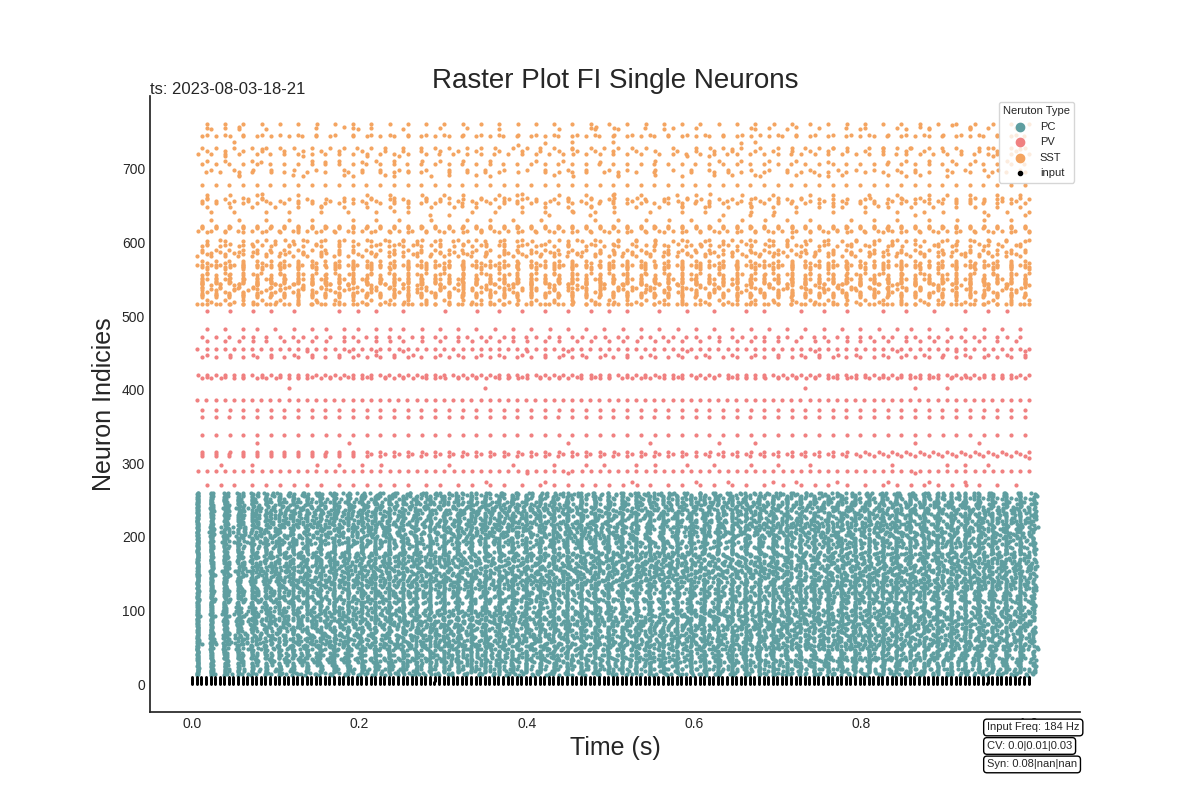 Raster Plot FI Single Neurons
ts: 2023-08-03-18-21
Neruton Type
PC
PV
SST
input
Neuron Indicies
700
600
500
400
300
200
100
0
0.0
0.2
0.4
0.6
0.8
Time (s)
Input Freq: 184 Hz
CV: 0.0|0.01|0.03
Syn: 0.08|nan|nan